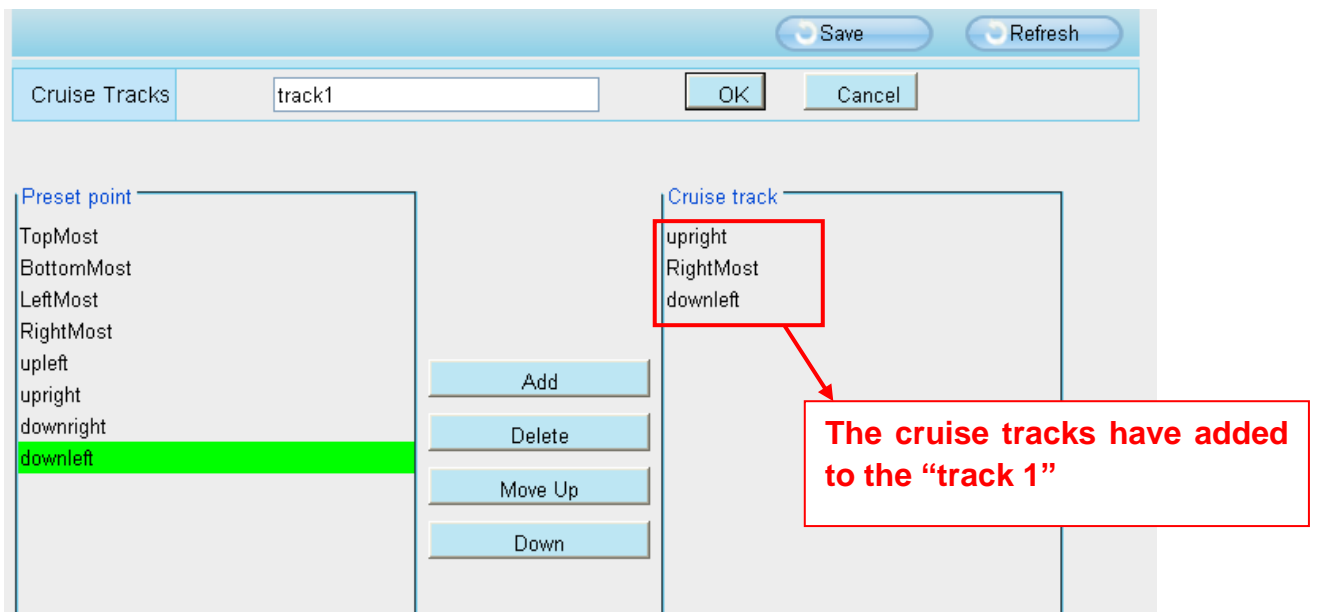 Save Refresh
Cruise Tracks track1 OK Cancel
Preset point
TopMost
BottomMost
LeftMost
RightMost
upleft
upright
downright
downleft
Add
Delete
Move Up
Down
Cruise track
upright
RightMost
downleft
The cruise tracks have added
to the “track 1”